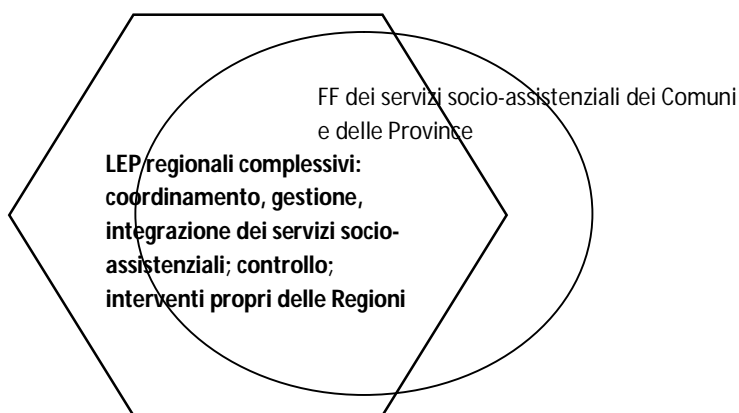 FF dei servizi socio-assistenziali dei Comuni
e delle Province
LEP regionali complessivi:
coordinamento, gestione,
integrazione dei servizi socio-
assistenziali; controllo;
interventi propri delle Regioni